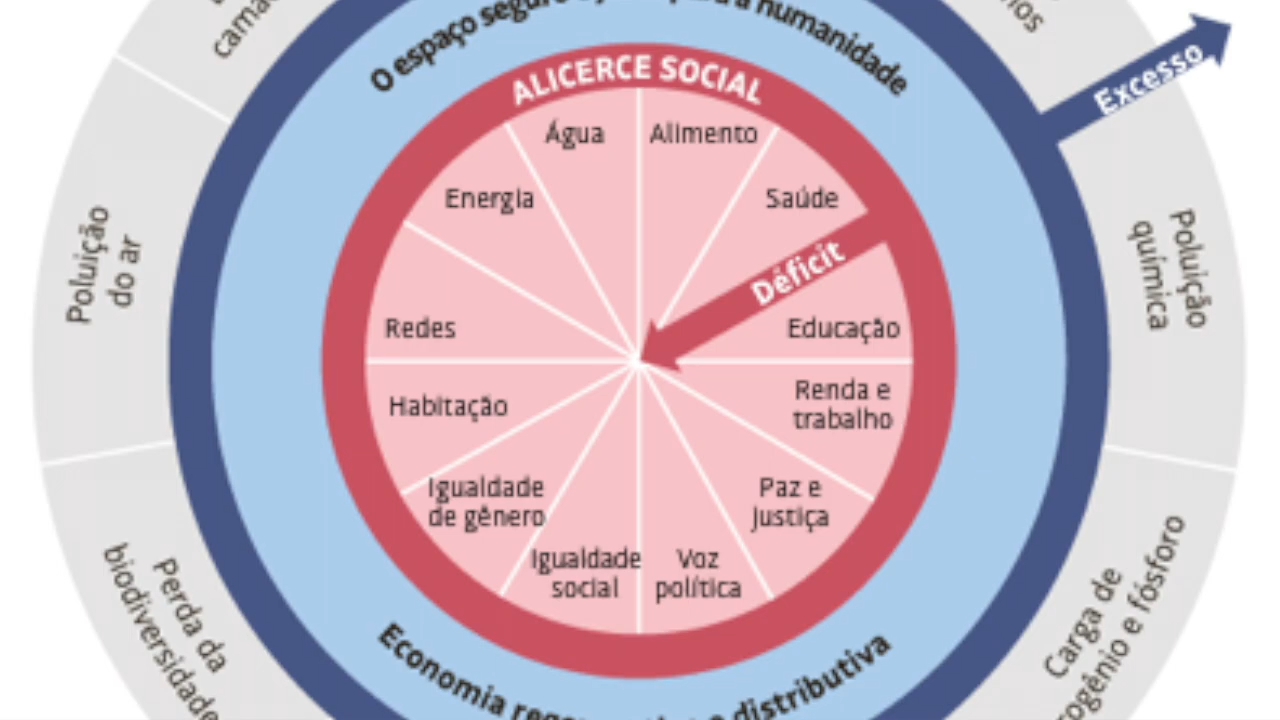 O espaço seguro humanidade
Excesso
ALICERCE SOCIAL
Água
Alimento
Energia
Saúde
Déficit
Poluição
do ar
Poluição
química
Redes
Educação
Habitação
Renda e
trabalho
Igualdade
de gênero
Paz e
justiça
Igualdade
social
Voz
política
Perda da
biodiversidade
Carga de
e fósforo
Economia distributiva